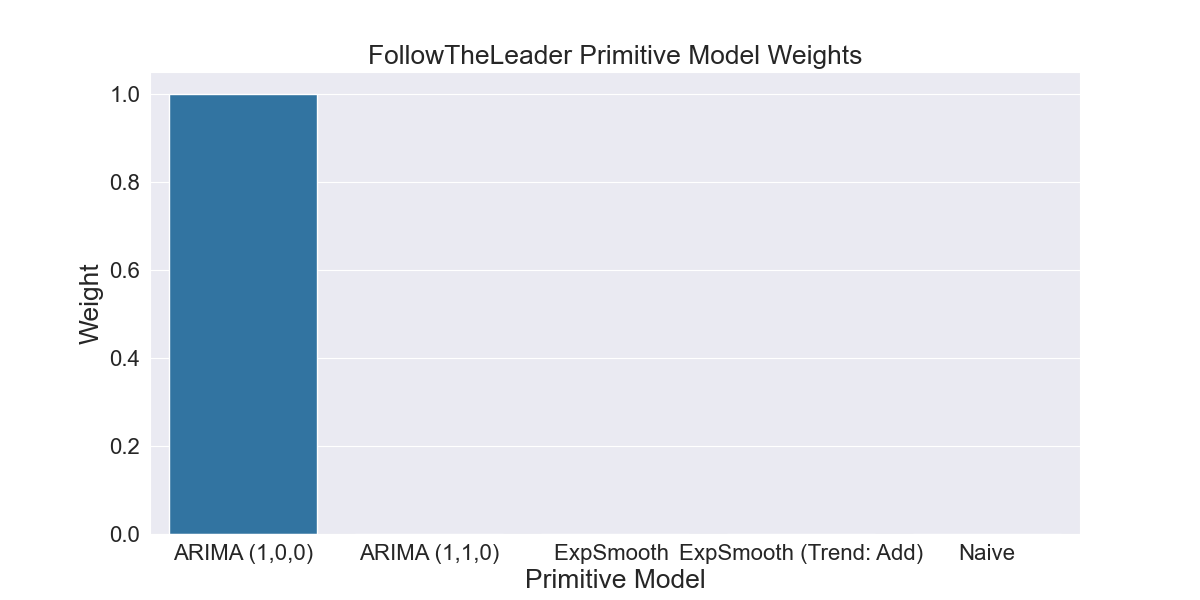 FollowTheLeader Primitive Model Weights
1.0
0.8
0.6
0.4
0.2
0.0
Weight
ARIMA (1,0,0) ARIMA (1,1,0) ExpSmooth ExpSmooth (Trend: Add) Naive
Primitive Model